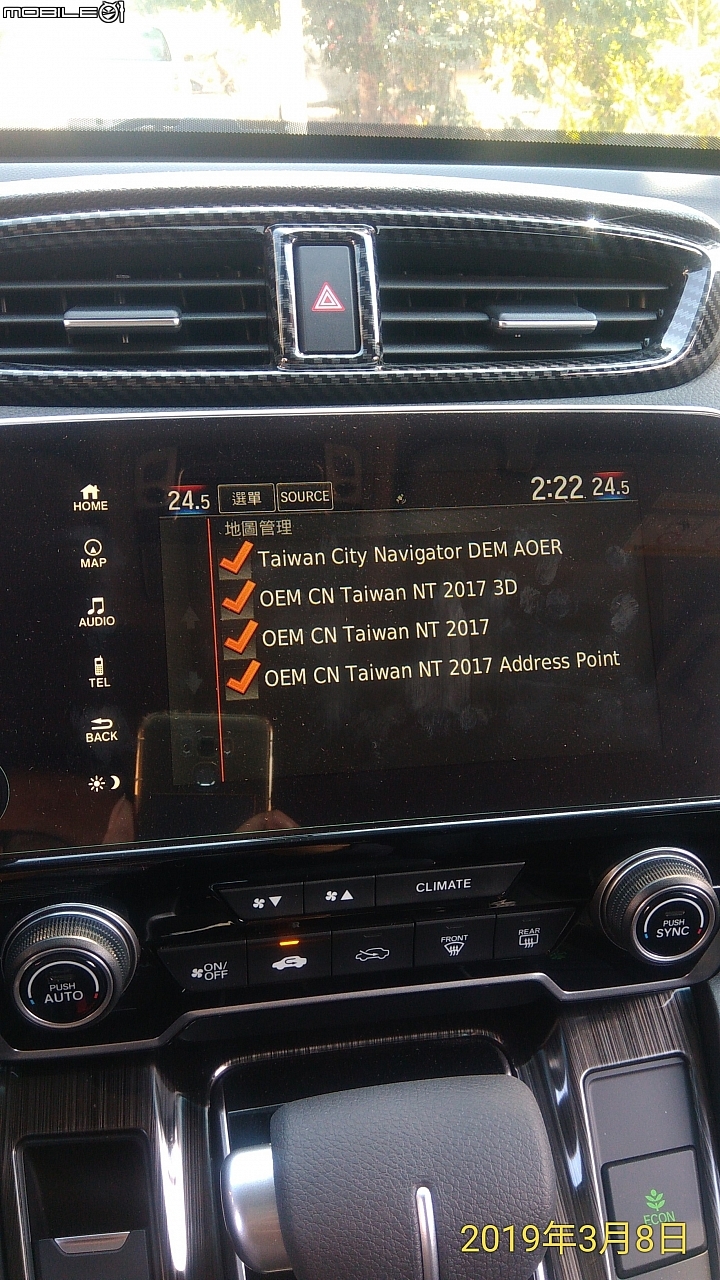 MOBILE01
HOME
MAP
AUDIO
TEL
BACK
24.5 選單 SOURCE 2:22 24.5
地圖管理
Taiwan City Navigator DEM AOER
OEM CN Taiwan NT 2017 3D
OEM CN Taiwan NT 2017
OEM CN Taiwan NT 2017 Address Point
CLIMATE
ON/
OFF
FRONT
REAR
PUSH
AUTO
PUSH
SYNC
ECON
2019年3月8日